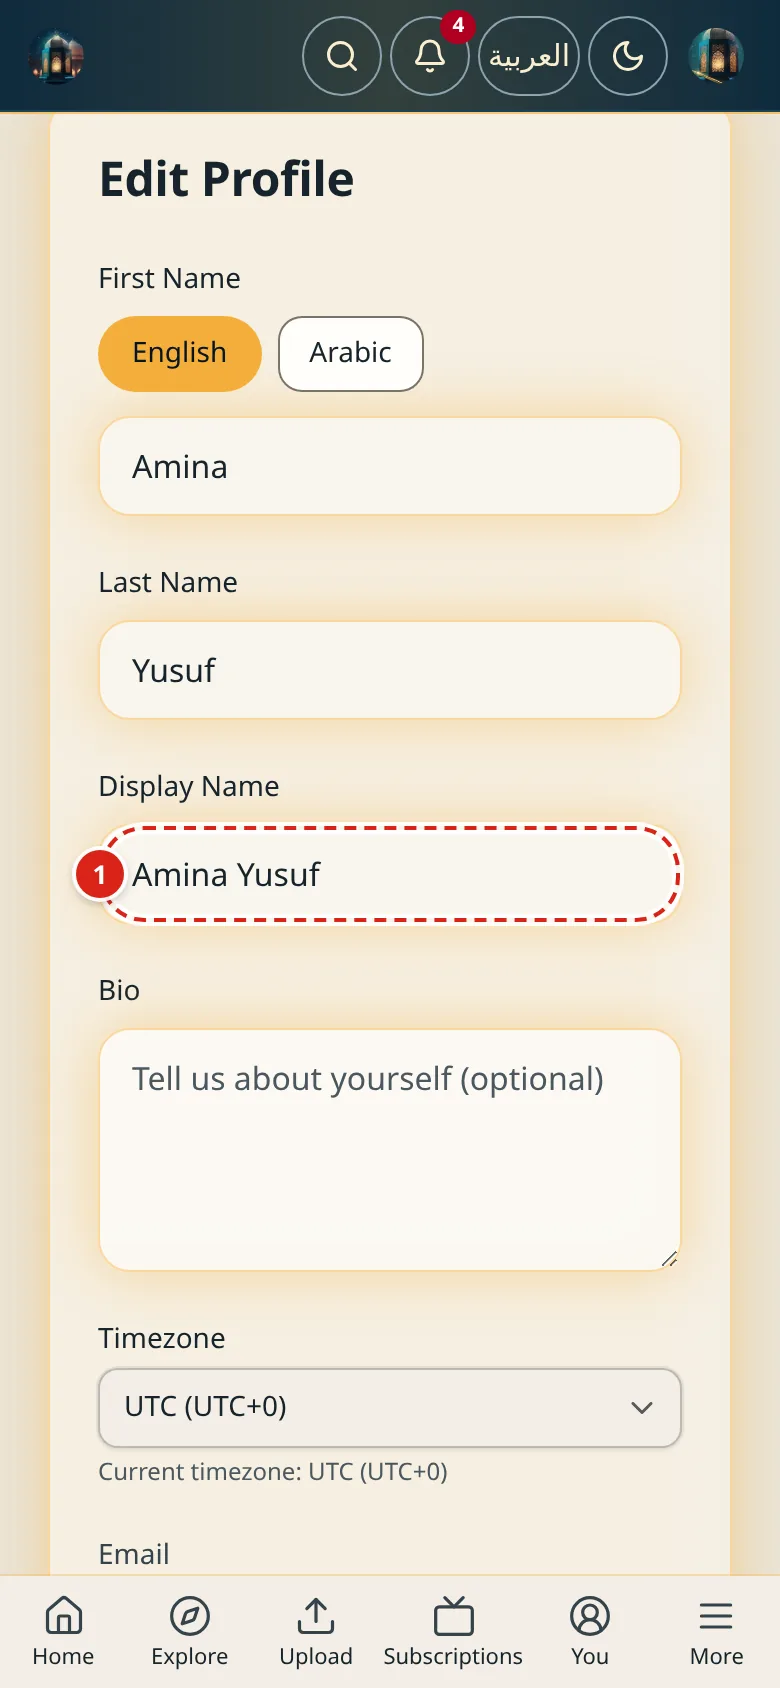 4
العربية
Edit Profile
First Name
English
Arabic
Amina
Last Name
Yusuf
Display Name
1
Amina Yusuf
Bio
Tell us about yourself (optional)
Timezone
UTC (UTC+0)
Current timezone: UTC (UTC+0)
Email
Home
Explore
Upload
Subscriptions
You
More